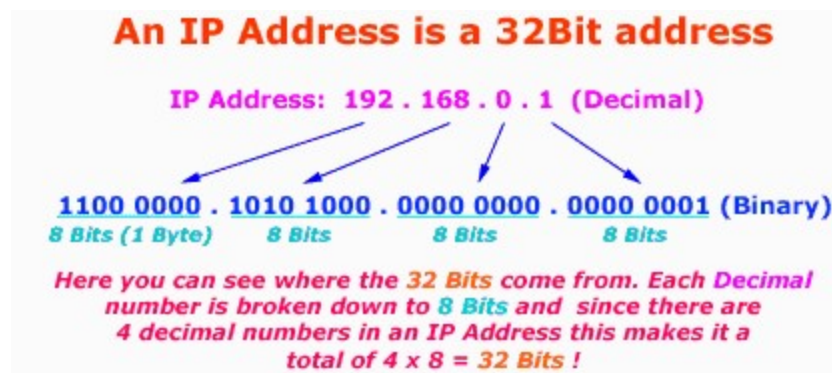 An IP Address is a 32Bit address
IP Address: 192 . 168 . 0 . 1 (Decimal)
1100 0000 . 1010 1000 . 0000 0000 . 0000 0001 (Binary)
8 Bits (1 Byte) 8 Bits 8 Bits 8 Bits
Here you can see where the 32 Bits come from. Each Decimal
number is broken down to 8 Bits and since there are
4 decimal numbers in an IP Address this makes it a
total of 4 x 8 = 32 Bits !